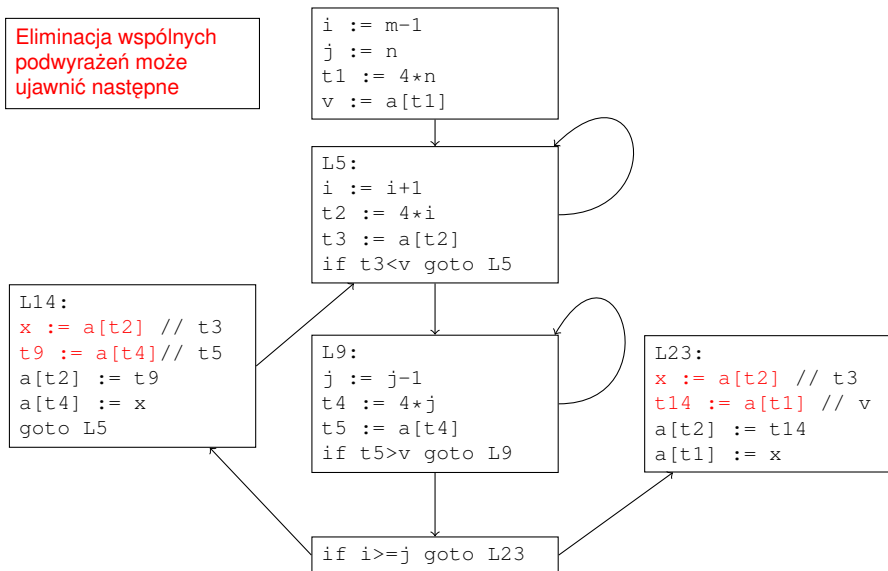 Eliminacja wspólnych
podwyrażeń może
ujawnić następne
i := m-1
j := n
t1 := 4*n
v := a[t1]
L5:
i := i+1
t2 := 4*i
t3 := a[t2]
if t3<v goto L5
L14:
x := a[t2] // t3
t9 := a[t4]// t5
a[t2] := t9
a[t4] := x
goto L5
L9:
j := j-1
t4 := 4*j
t5 := a[t4]
if t5>v goto L9
L23:
x := a[t2] // t3
t14 := a[t1] // v
a[t2] := t14
a[t1] := x
if i>=j goto L23